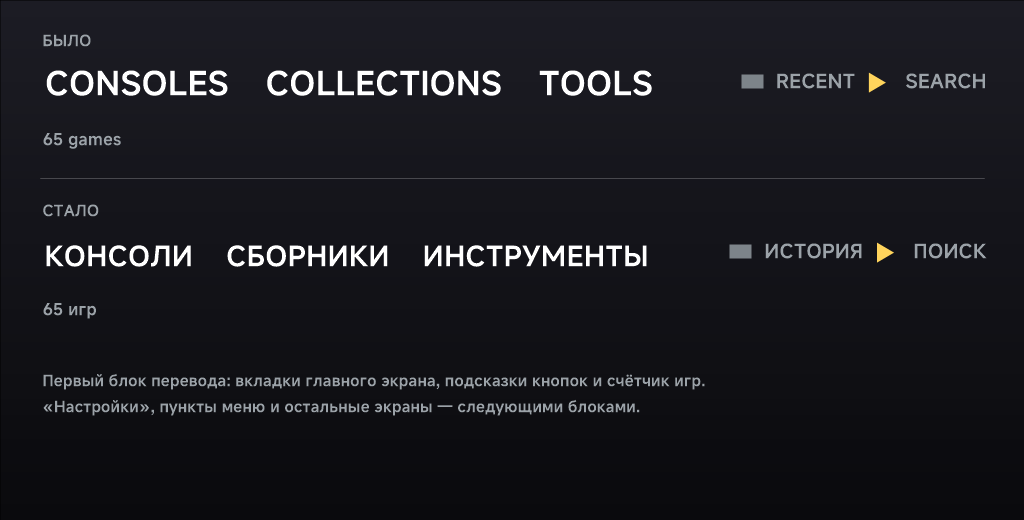 БЫЛО
CONSOLES COLLECTIONS TOOLS RECENT SEARCH
65 games
СТАЛО
КОНСОЛИ СБОРНИКИ ИНСТРУМЕНТЫ ИСТОРИЯ ПОИСК
65 игр
Первый блок перевода: вкладки главного экрана, подсказки кнопок и счётчик игр.
«Настройки», пункты меню и остальные экраны — следующими блоками.